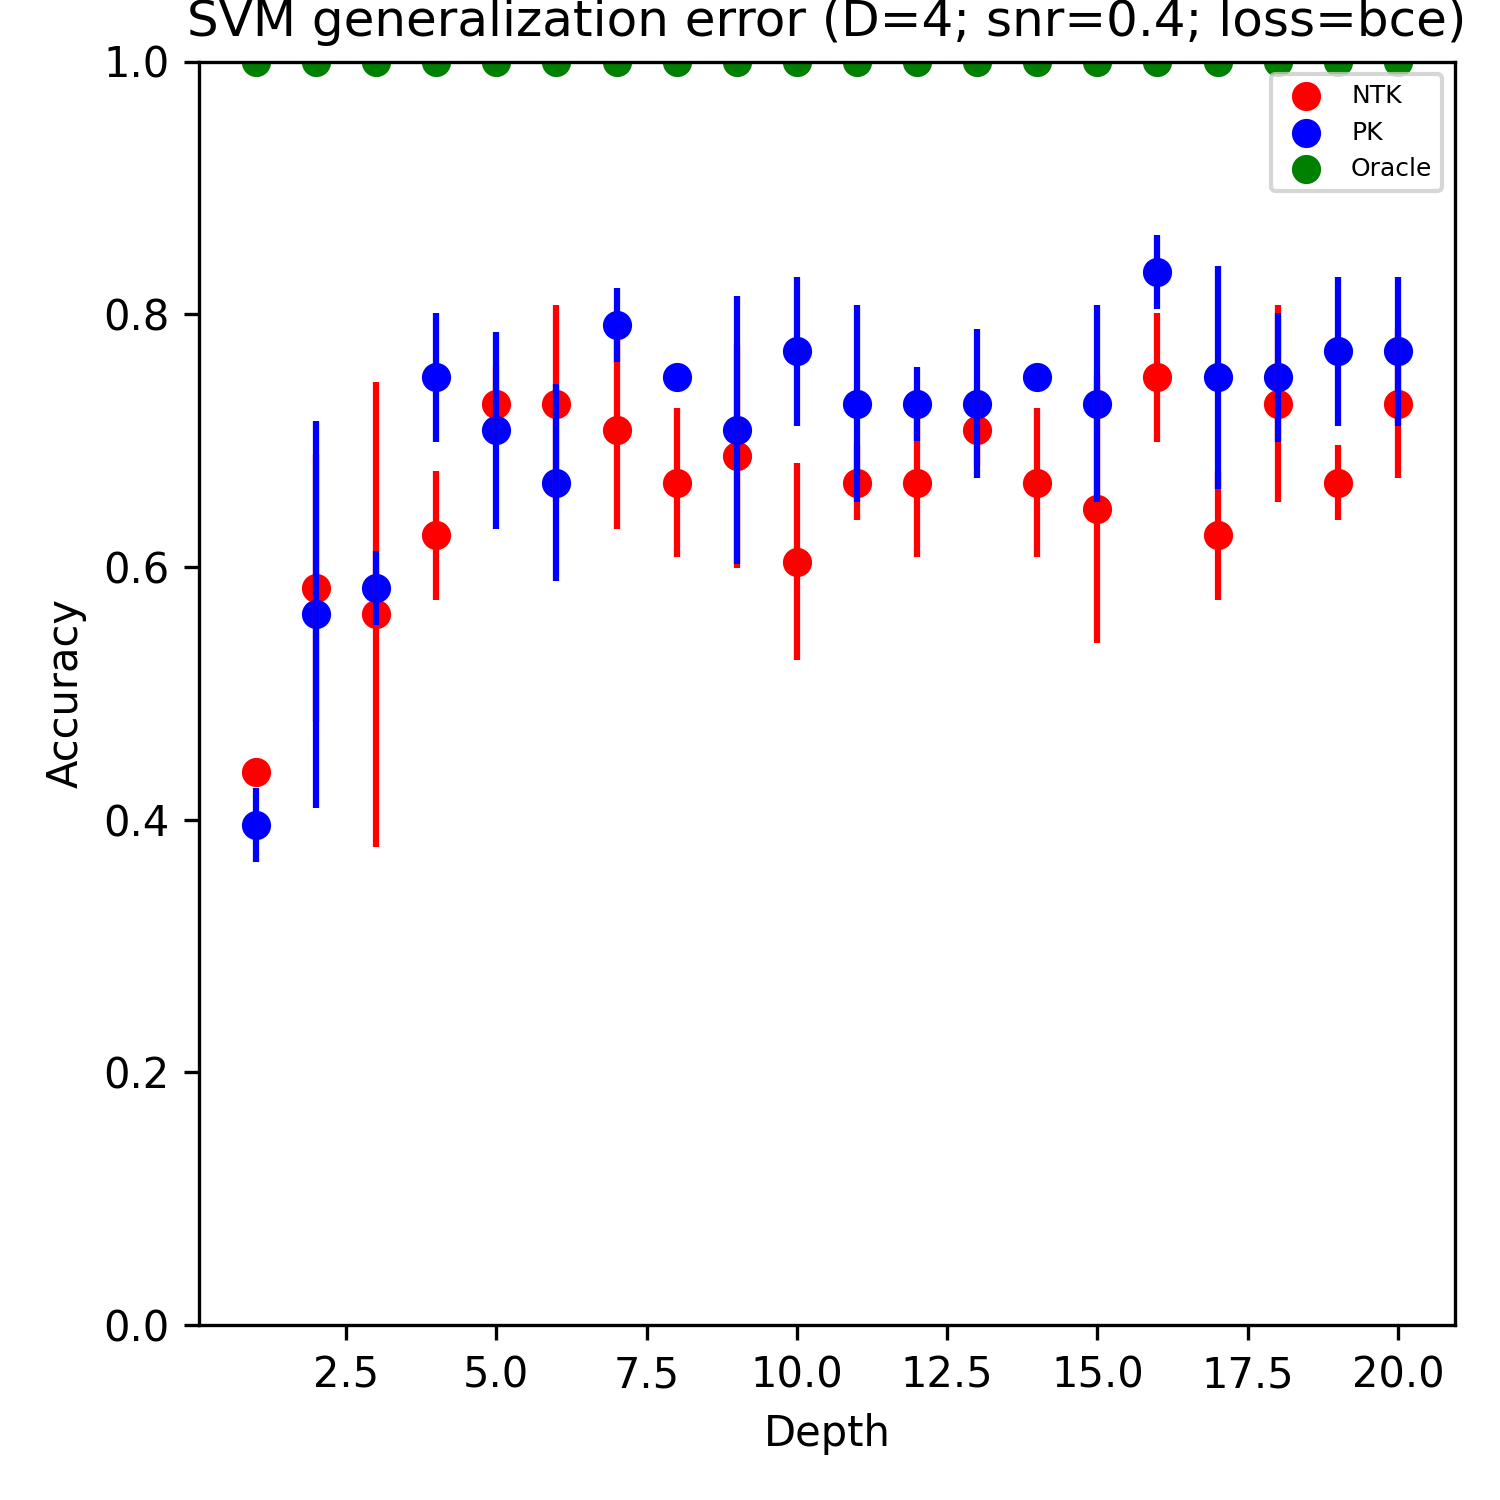 SVM generalization error (D=4; snr=0.4; loss=bce)
1.0
0.8
0.6
0.4
0.2
0.0
Accuracy
NTK
PK
Oracle
2.5 5.0 7.5 10.0 12.5 15.0 17.5 20.0
Depth